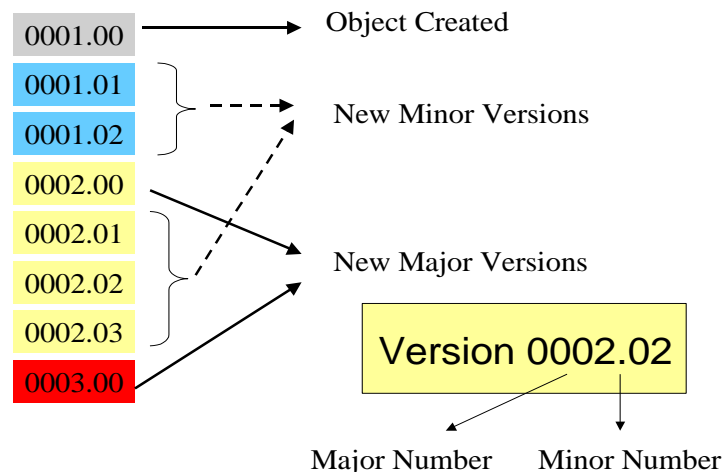 0001.00
Object Created
0001.01
0001.02
New Minor Versions
0002.00
0002.01
0002.02
0002.03
New Major Versions
0003.00
Version 0002.02
Major Number
Minor Number